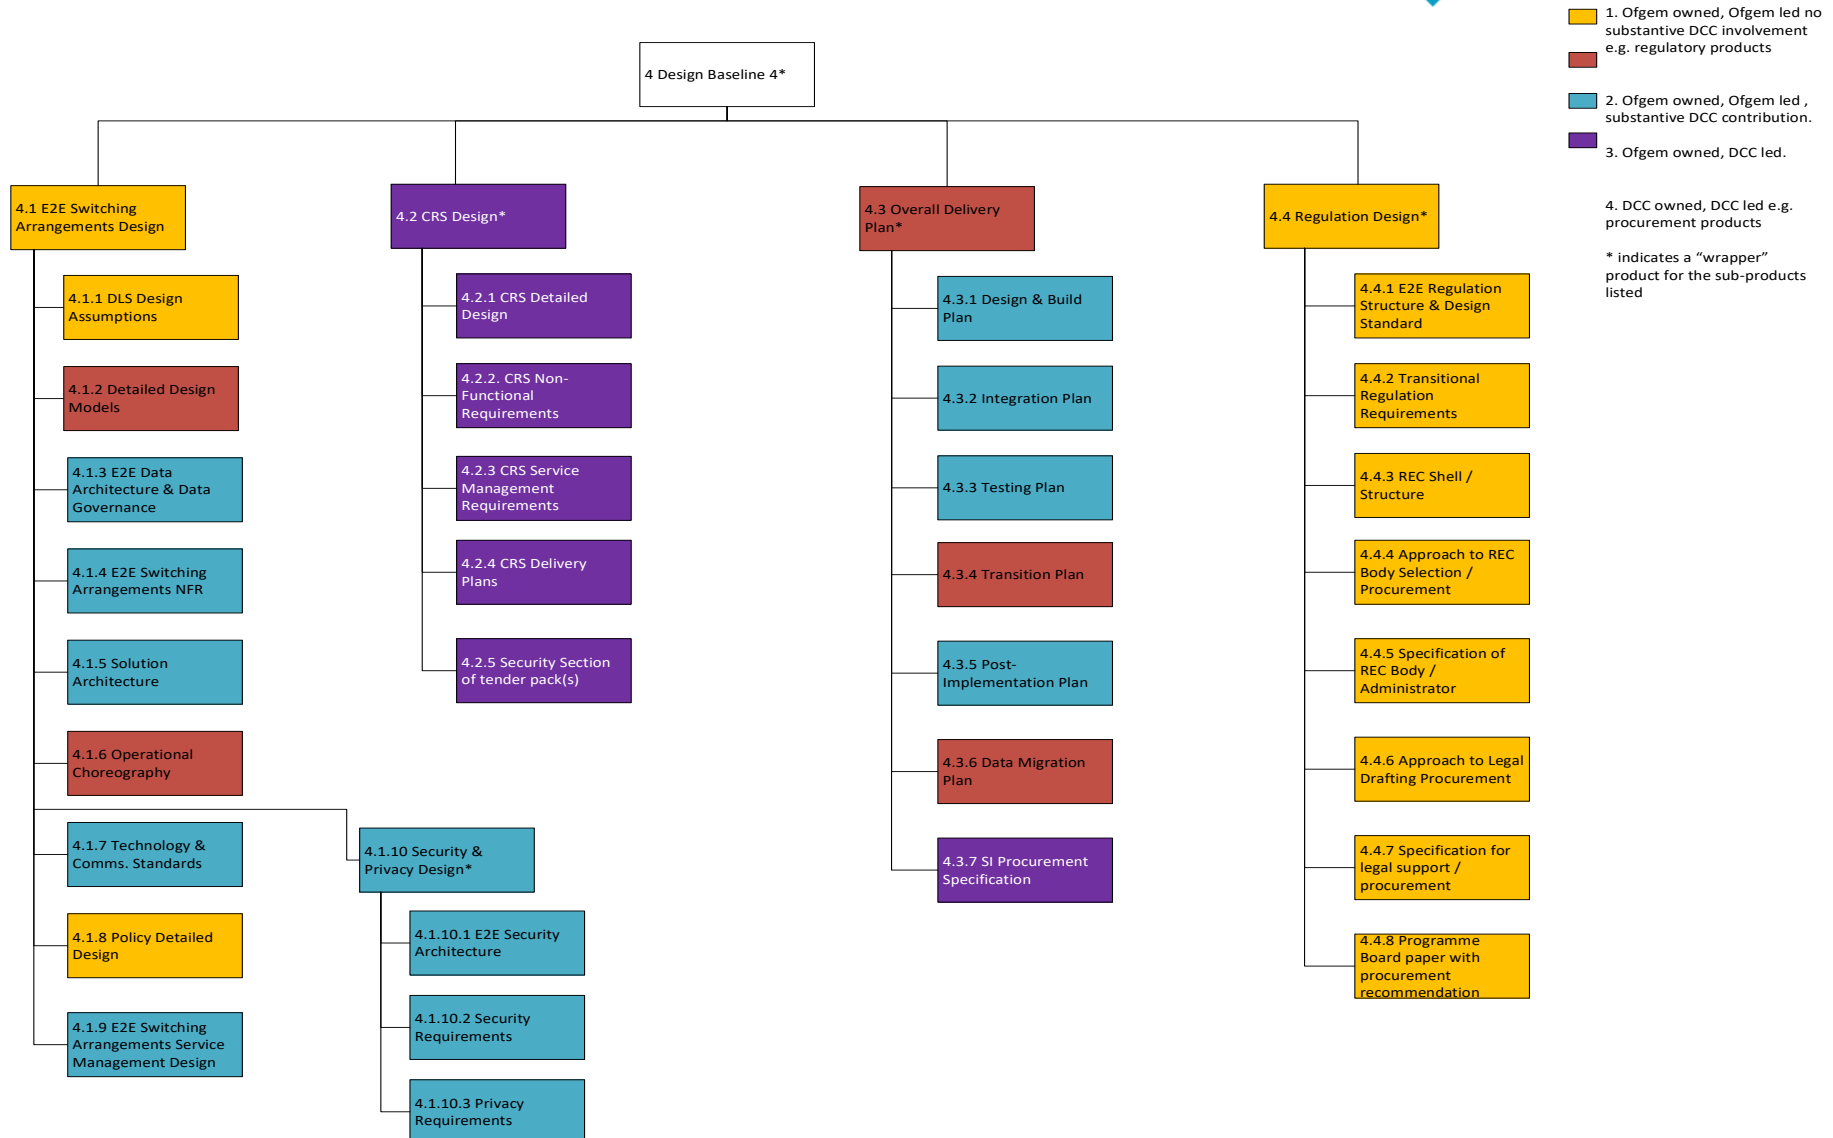 1. Ofgem owned, Ofgem led no
substantive DCC involvement
e.g. regulatory products
2. Ofgem owned, Ofgem led ,
substantive DCC contribution.
3. Ofgem owned, DCC led.
4. DCC owned, DCC led e.g.
procurement products
* indicates a “wrapper”
product for the sub-products
listed
4 Design Baseline 4*
4.1 E2E Switching
Arrangements Design
4.1.1 DLS Design
Assumptions
4.1.2 Detailed Design
Models
4.1.3 E2E Data
Architecture & Data
Governance
4.1.4 E2E Switching
Arrangements NFR
4.1.5 Solution
Architecture
4.1.6 Operational
Choreography
4.1.7 Technology &
Comms. Standards
4.1.8 Policy Detailed
Design
4.1.9 E2E Switching
Arrangements Service
Management Design
4.1.10 Security &
Privacy Design*
4.1.10.1 E2E Security
Architecture
4.1.10.2 Security
Requirements
4.1.10.3 Privacy
Requirements
4.2 CRS Design*
4.2.1 CRS Detailed
Design
4.2.2. CRS Non-
Functional
Requirements
4.2.3 CRS Service
Management
Requirements
4.2.4 CRS Delivery
Plans
4.2.5 Security Section
of tender pack(s)
4.3 Overall Delivery
Plan*
4.3.1 Design & Build
Plan
4.3.2 Integration Plan
4.3.3 Testing Plan
4.3.4 Transition Plan
4.3.5 Post-
Implementation Plan
4.3.6 Data Migration
Plan
4.3.7 SI Procurement
Specification
4.4 Regulation Design*
4.4.1 E2E Regulation
Structure & Design
Standard
4.4.2 Transitional
Regulation
Requirements
4.4.3 REC Shell /
Structure
4.4.4 Approach to REC
Body Selection /
Procurement
4.4.5 Specification of
REC Body /
Administrator
4.4.6 Approach to Legal
Drafting Procurement
4.4.7 Specification for
legal support /
procurement
4.4.8 Programme
Board paper with
procurement
recommendation